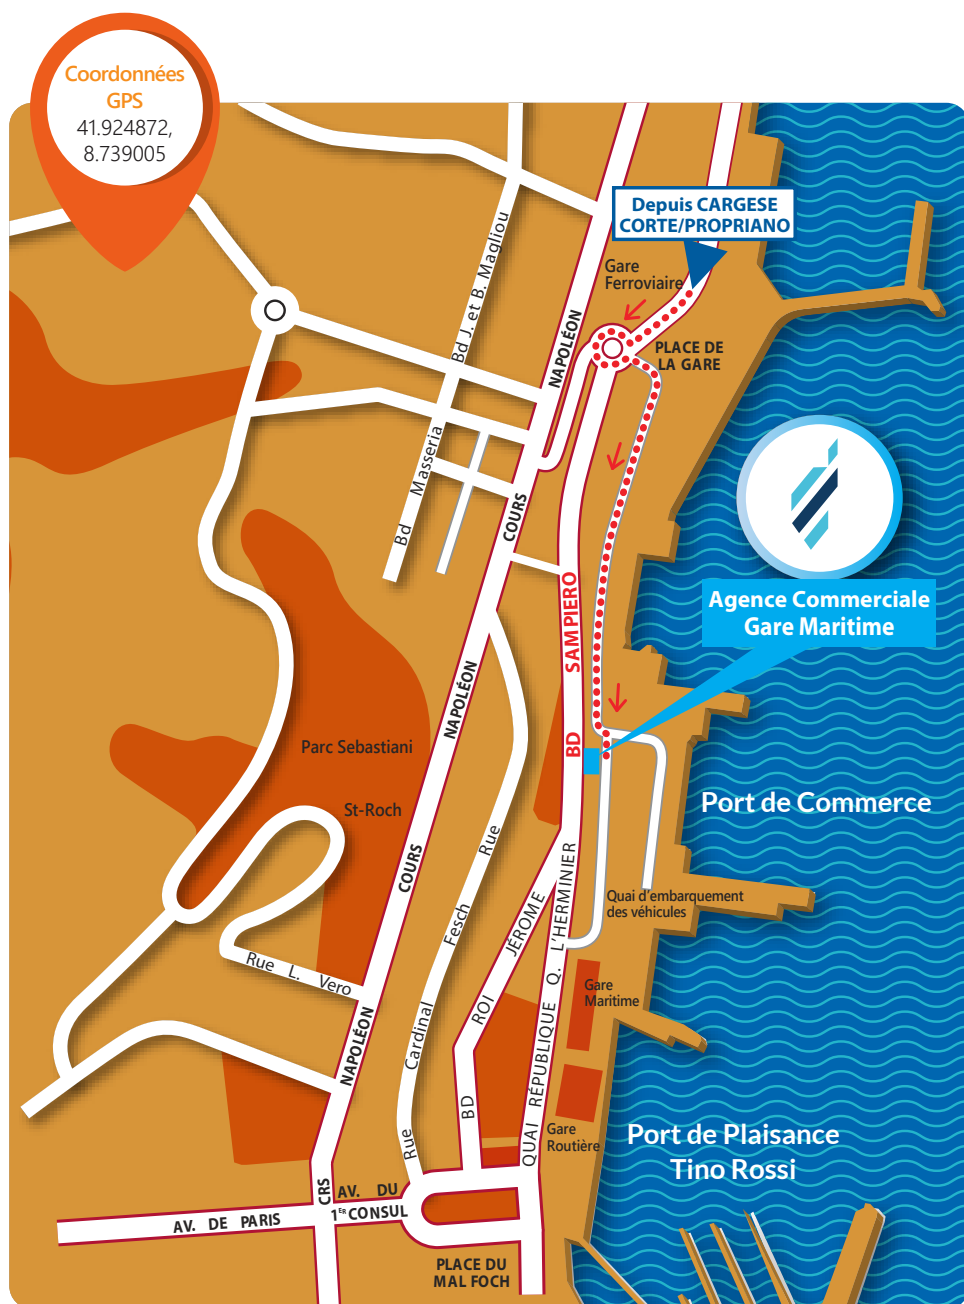 Coordonnées
GPS
41.924872,
8.739005
Depuis CARGESE
CORTE/PROPRIANO
Gare
Ferroviaire
PLACE DE
LA GARE
Bd J. et B. Magliou
Bd Masseria
COURS NAPOLÉON
Agence Commerciale
Gare Maritime
BD SAMPIERO
COURS NAPOLÉON
Parc Sebastiani
St-Roch
Port de Commerce
Quai d'embarquement
des véhicules
Rue Cardinal Fesch Rue
BD ROI JÉROME
QUAI RÉPUBLIQUE Q. L'HERMINIER
Rue L. Vero
Gare
Maritime
CRS NAPOLÉON
Gare
Routière
Port de Plaisance
Tino Rossi
AV. DE PARIS
AV. DU
1ER CONSUL
PLACE DU
MAL FOCH